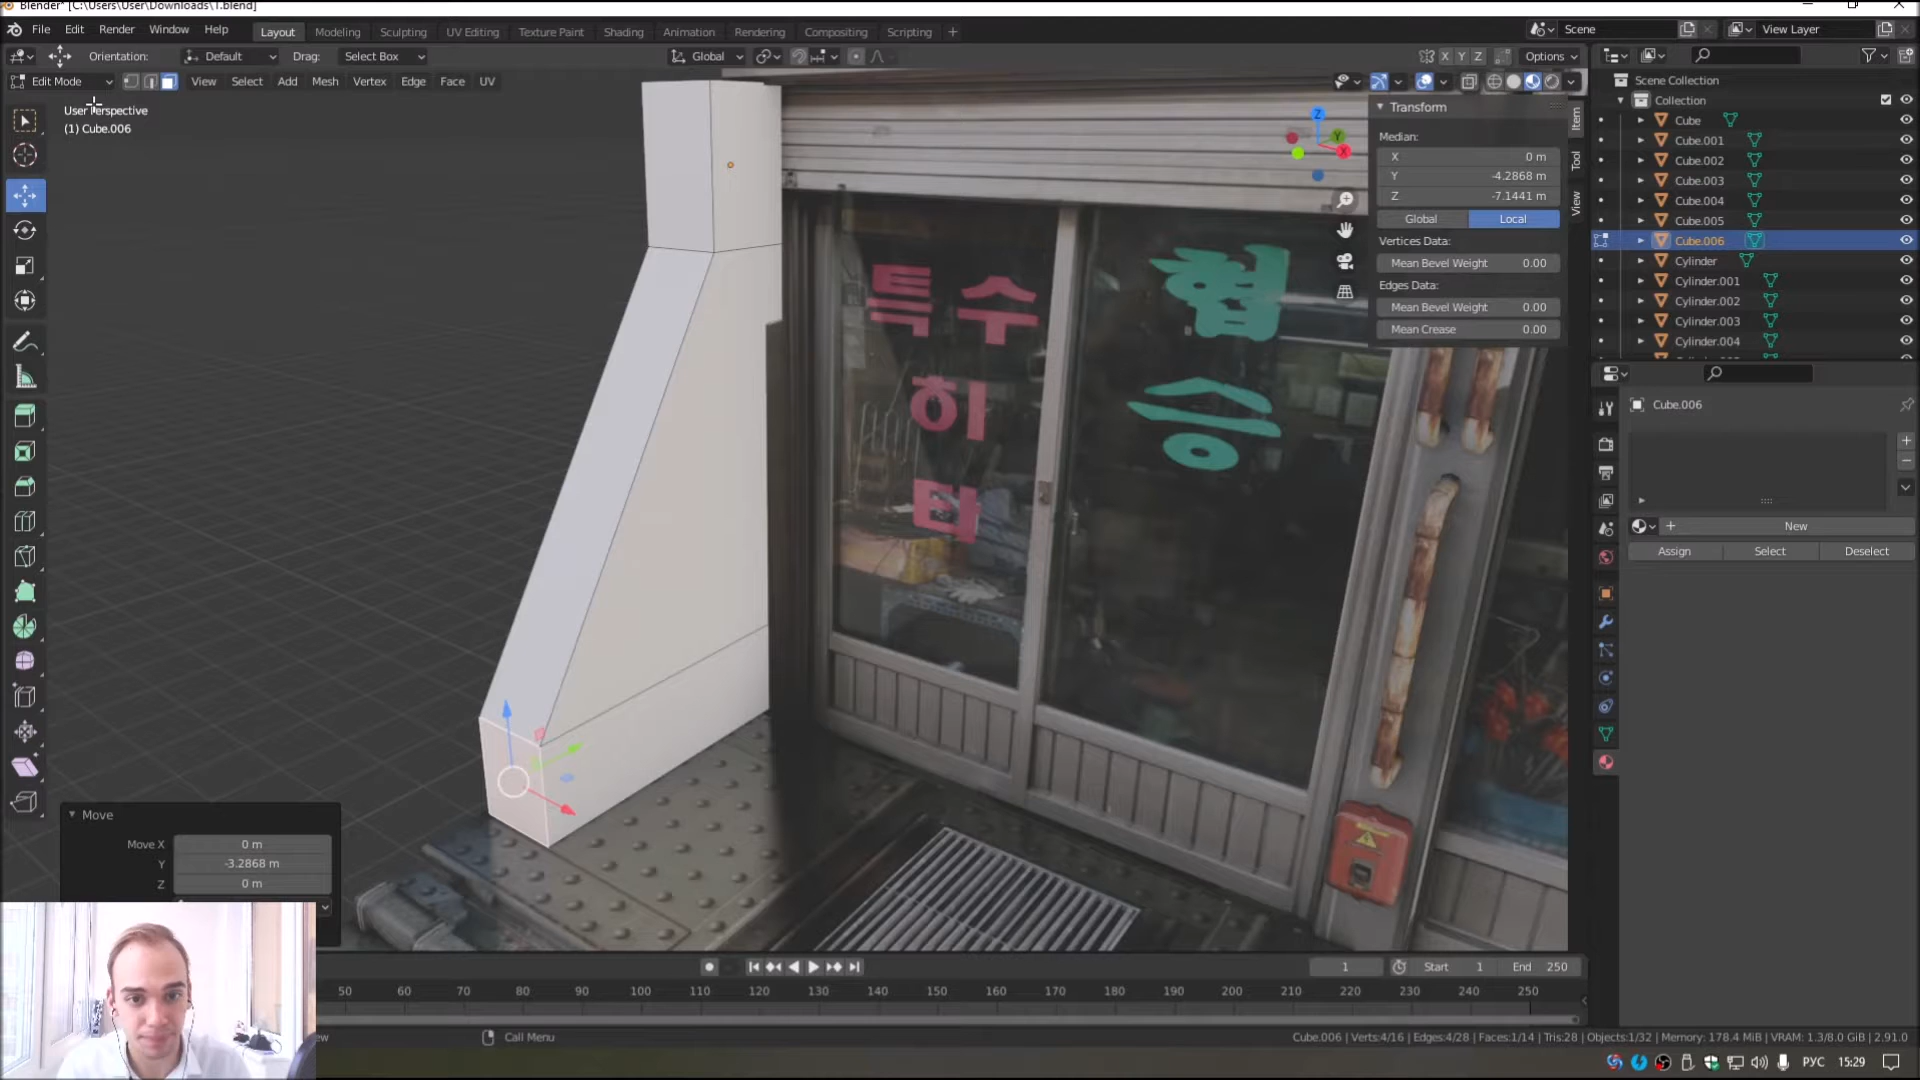 Blender* [C:\Users\User\Downloads\1.blend]
File Edit Render Window Help
Layout Modeling Sculpting UV Editing Texture Paint Shading Animation Rendering Compositing Scripting +
Scene View Layer
Orientation: Default Drag: Select Box Global X Y Z Options
Edit Mode View Select Add Mesh Vertex Edge Face UV
User Perspective
(1) Cube.006
Transform
Median:
X 0 m
Y -4.2868 m
Z -7.1441 m
Global Local
Vertices Data:
Mean Bevel Weight 0.00
Edges Data:
Mean Bevel Weight 0.00
Mean Crease 0.00
Item
Tool
View
Z
Y
X
특수
히
터
협
승
Scene Collection
Collection
Cube
Cube.001
Cube.002
Cube.003
Cube.004
Cube.005
Cube.006
Cylinder
Cylinder.001
Cylinder.002
Cylinder.003
Cylinder.004
Cube.006
New
Assign Select Deselect
Move
Move X 0 m
Y -3.2868 m
Z 0 m
1 Start 1 End 250
50 60 70 80 90 100 110 120 130 140 150 160 170 180 190 200 210 220 230 240 250
Call Menu
Cube.006 | Verts:4/16 | Edges:4/28 | Faces:1/14 | Tris:28 | Objects:1/32 | Memory: 178.4 MiB | VRAM: 1.3/8.0 GiB | 2.91.0
РУС 15:29